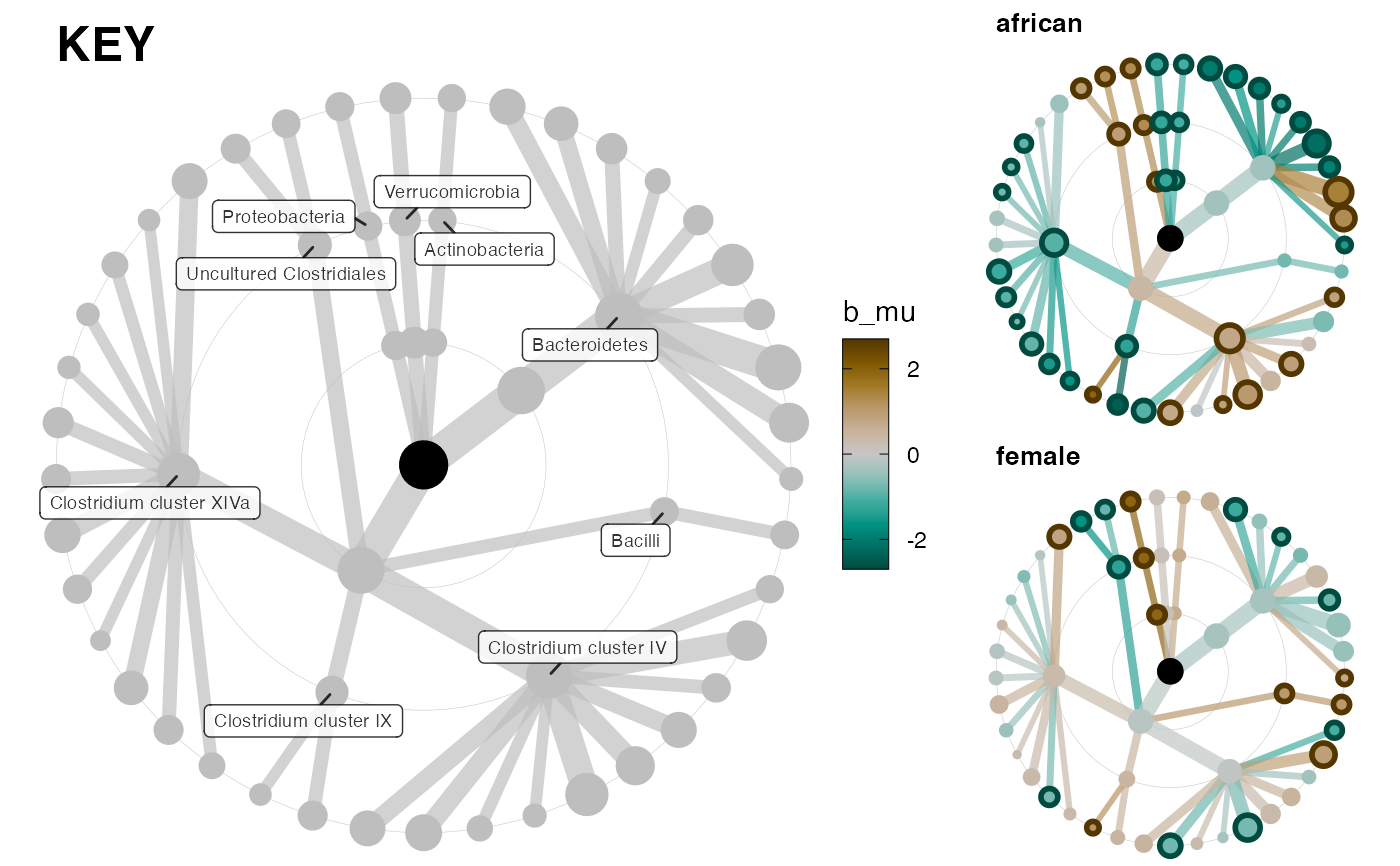 KEY
african
Verrucomicrobia
Proteobacteria
Actinobacteria
Uncultured Clostridiales
b_mu
Bacteroidetes
2
0
-2
female
Clostridium cluster XIVa
Bacilli
Clostridium cluster IV
Clostridium cluster IX